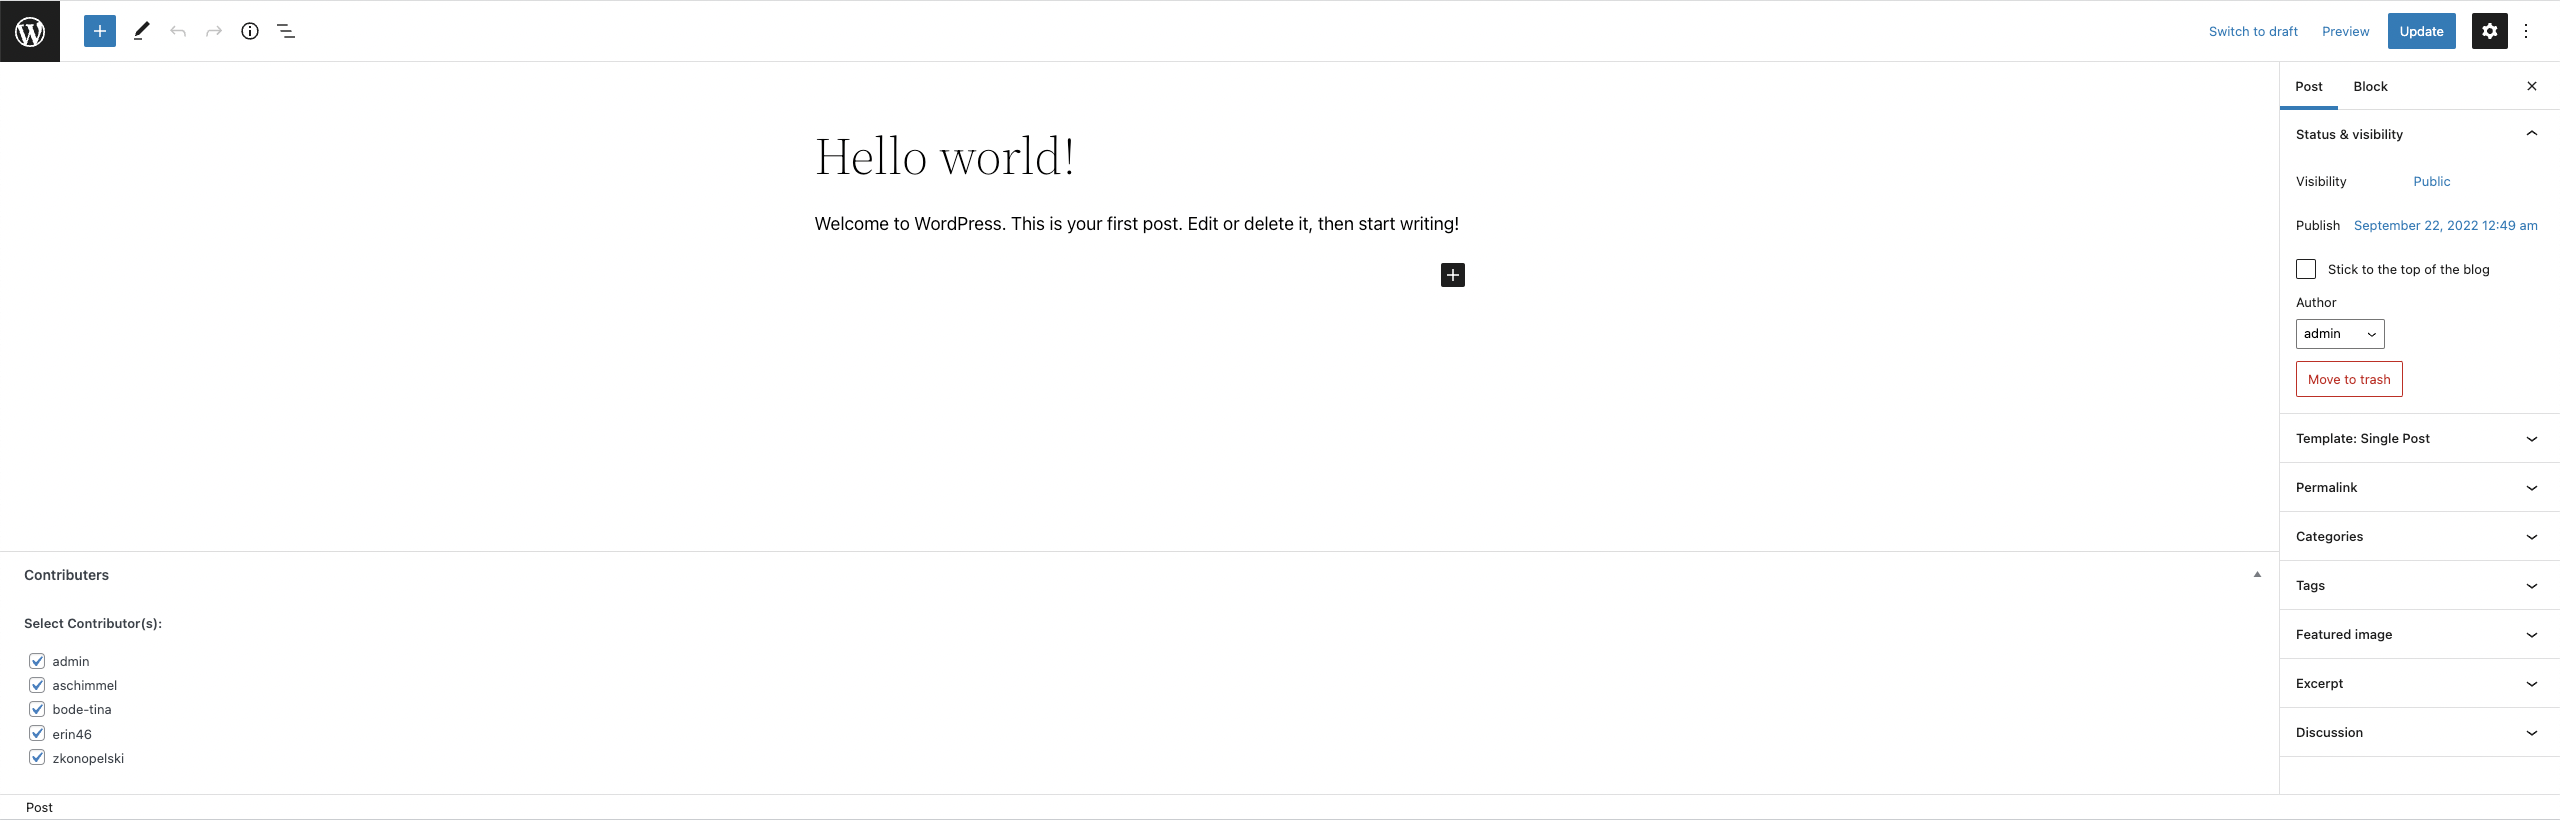 Switch to draft
Preview
Update
Post
Block
Hello world!
Welcome to WordPress. This is your first post. Edit or delete it, then start writing!
Status & visibility
Visibility
Public
Publish
September 22, 2022 12:49 am
Stick to the top of the blog
Author
admin
Move to trash
Template: Single Post
Permalink
Categories
Tags
Featured image
Excerpt
Discussion
Contributers
Select Contributor(s):
admin
aschimmel
bode-tina
erin46
zkonopelski
Post